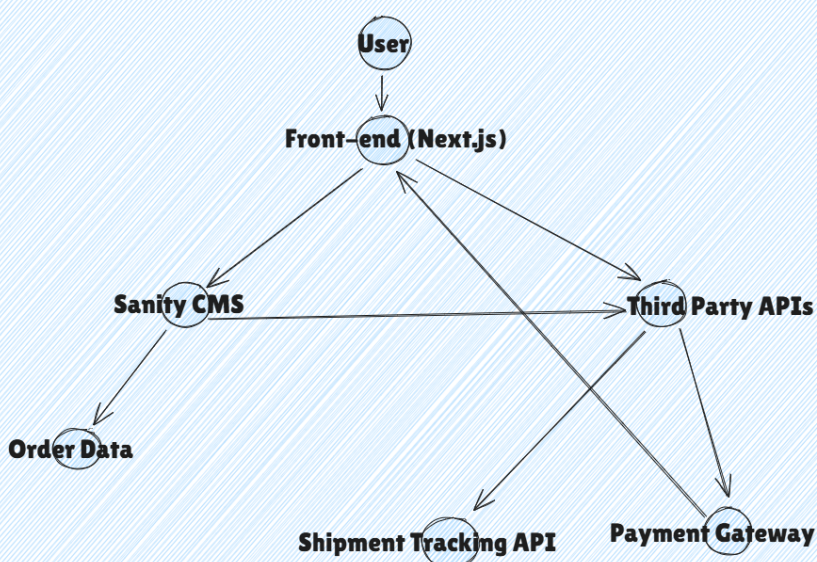 User
Front-end (Next.js)
Sanity CMS
Third Party APIs
Order Data
Shipment Tracking API
Payment Gateway